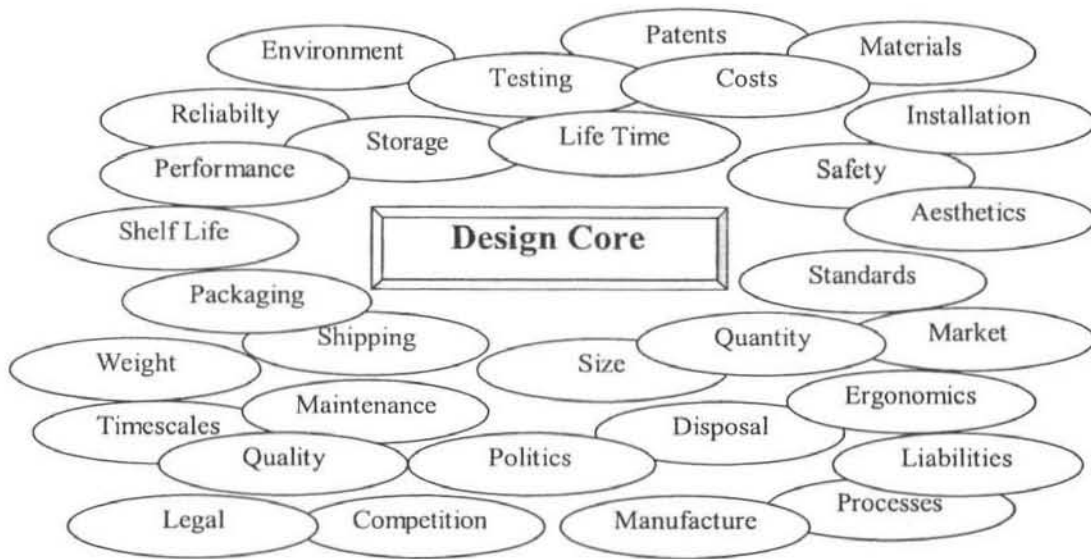 Patents
Environment
Materials
Testing
Costs
Reliabilty
Installation
Storage
Life Time
Performance
Safety
Aesthetics
Shelf Life
Design Core
Standards
Packaging
Shipping
Quantity
Market
Weight
Size
Ergonomics
Maintenance
Timescales
Disposal
Quality
Politics
Liabilities
Processes
Legal
Competition
Manufacture